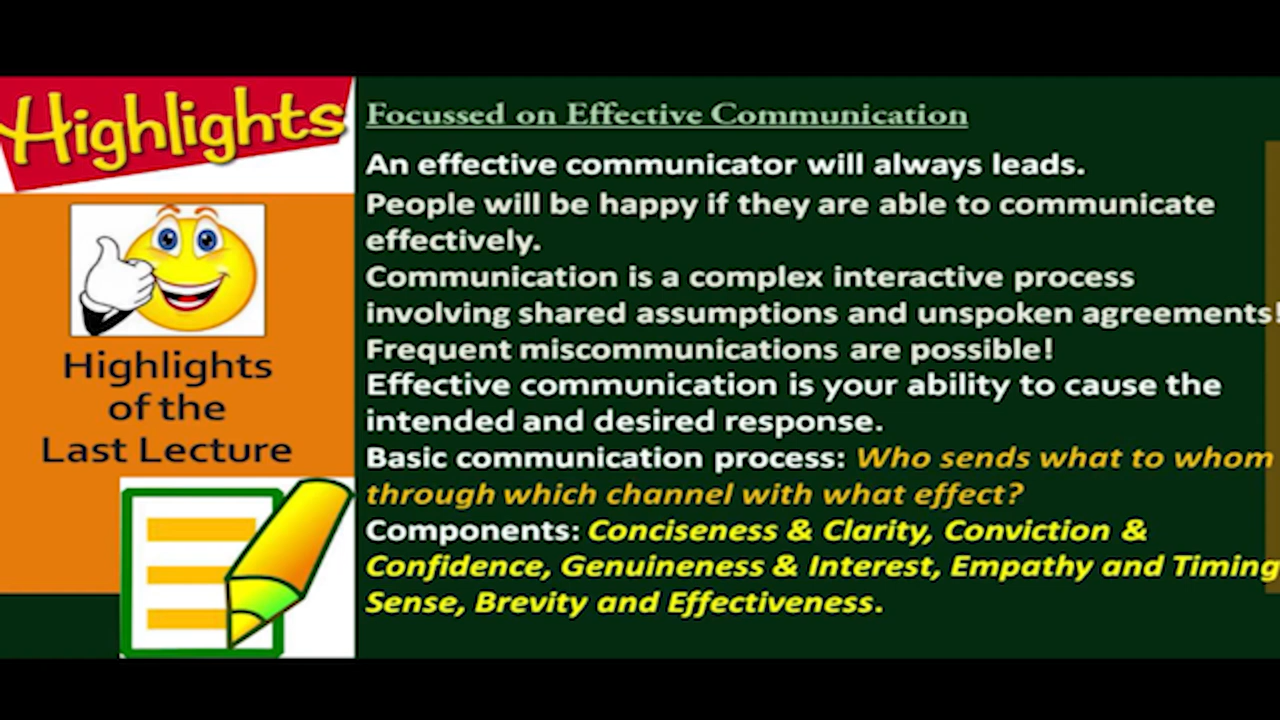 Highlights
Highlights
of the
Last Lecture
Focussed on Effective Communication
An effective communicator will always leads.
People will be happy if they are able to communicate
effectively.
Communication is a complex interactive process
involving shared assumptions and unspoken agreements!
Frequent miscommunications are possible!
Effective communication is your ability to cause the
intended and desired response.
Basic communication process: Who sends what to whom
through which channel with what effect?
Components: Conciseness & Clarity, Conviction &
Confidence, Genuineness & Interest, Empathy and Timing
Sense, Brevity and Effectiveness.